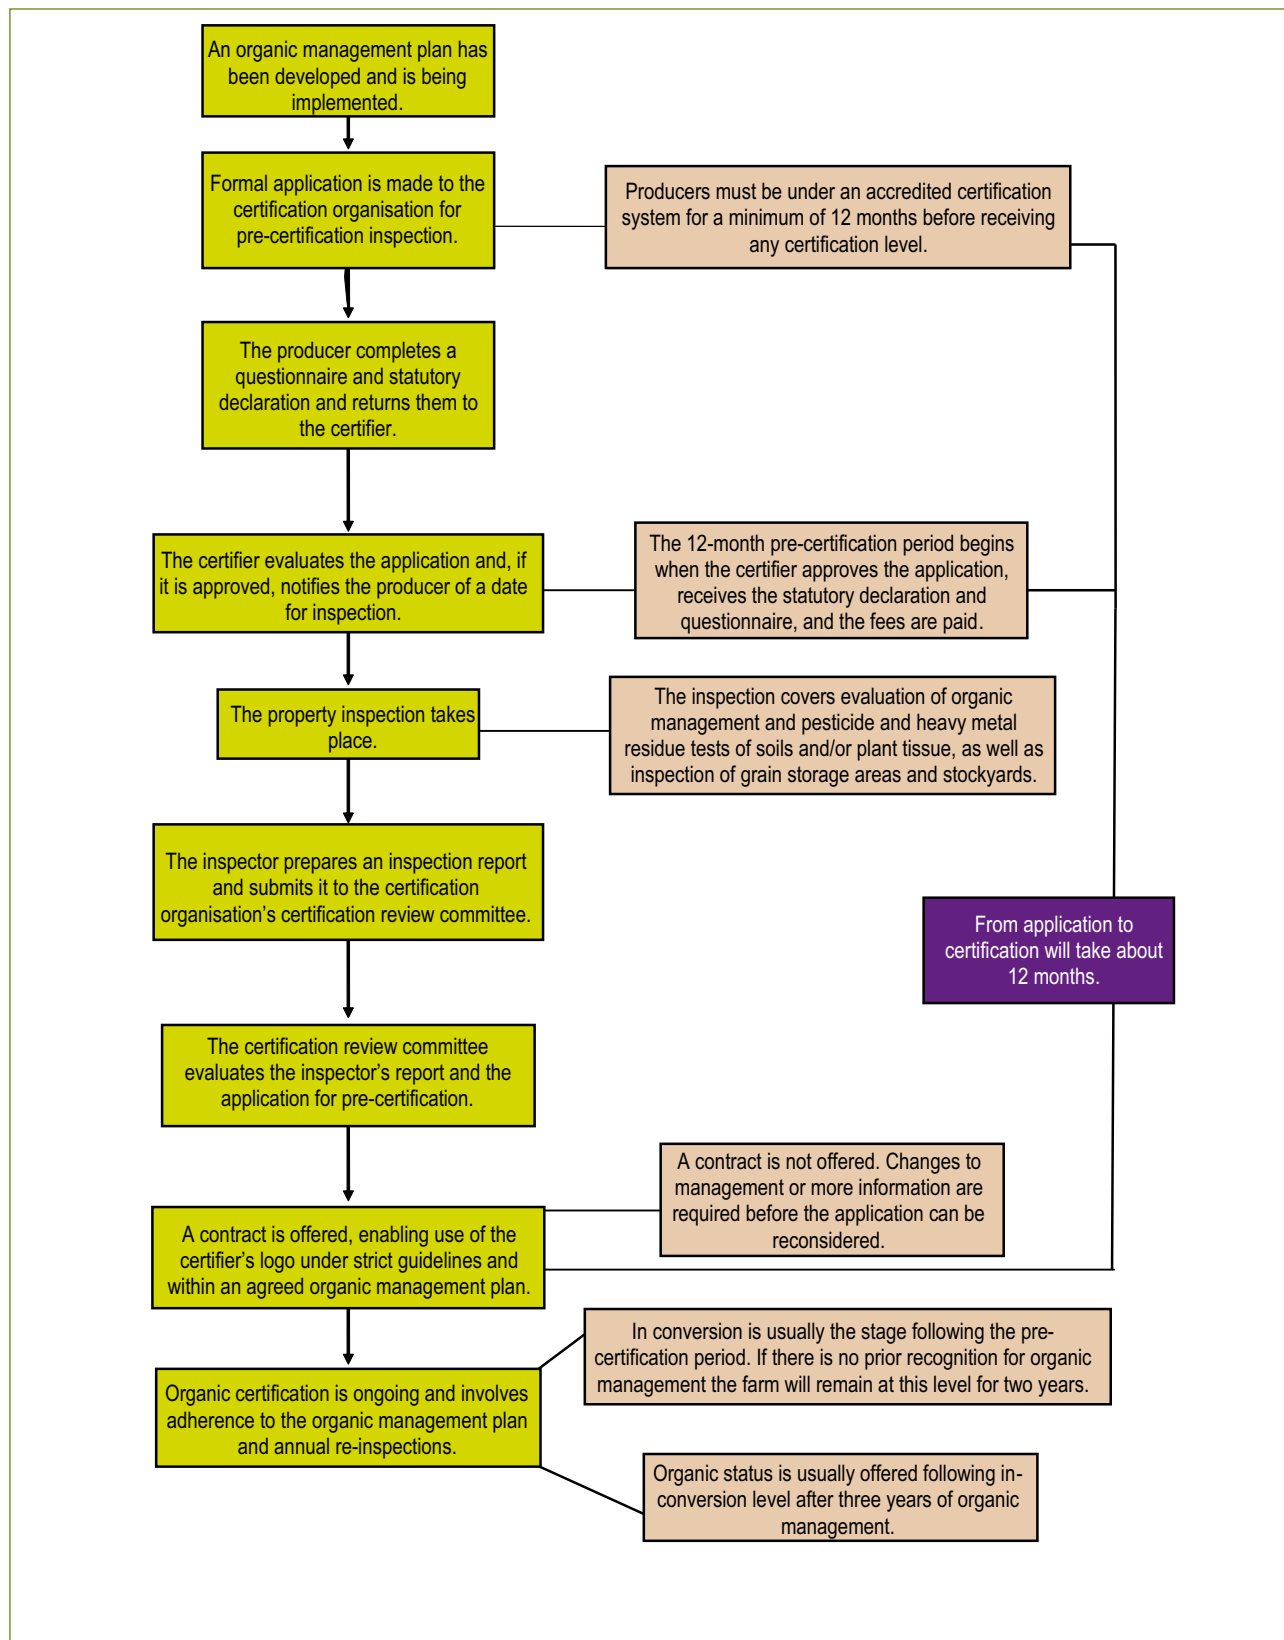 An organic management plan has
been developed and is being
implemented.
Formal application is made to the
certification organisation for
pre-certification inspection.
Producers must be under an accredited certification
system for a minimum of 12 months before receiving
any certification level.
The producer completes a
questionnaire and statutory
declaration and returns them to
the certifier.
The certifier evaluates the application and, if
it is approved, notifies the producer of a date
for inspection.
The 12-month pre-certification period begins
when the certifier approves the application,
receives the statutory declaration and
questionnaire, and the fees are paid.
The property inspection takes
place.
The inspection covers evaluation of organic
management and pesticide and heavy metal
residue tests of soils and/or plant tissue, as well as
inspection of grain storage areas and stockyards.
The inspector prepares an inspection report
and submits it to the certification
organisation’s certification review committee.
From application to
certification will take about
12 months.
The certification review committee
evaluates the inspector’s report and the
application for pre-certification.
A contract is not offered. Changes to
management or more information are
required before the application can be
reconsidered.
A contract is offered, enabling use of the
certifier’s logo under strict guidelines and
within an agreed organic management plan.
In conversion is usually the stage following the pre-
certification period. If there is no prior recognition for organic
management the farm will remain at this level for two years.
Organic certification is ongoing and involves
adherence to the organic management plan
and annual re-inspections.
Organic status is usually offered following in-
conversion level after three years of organic
management.